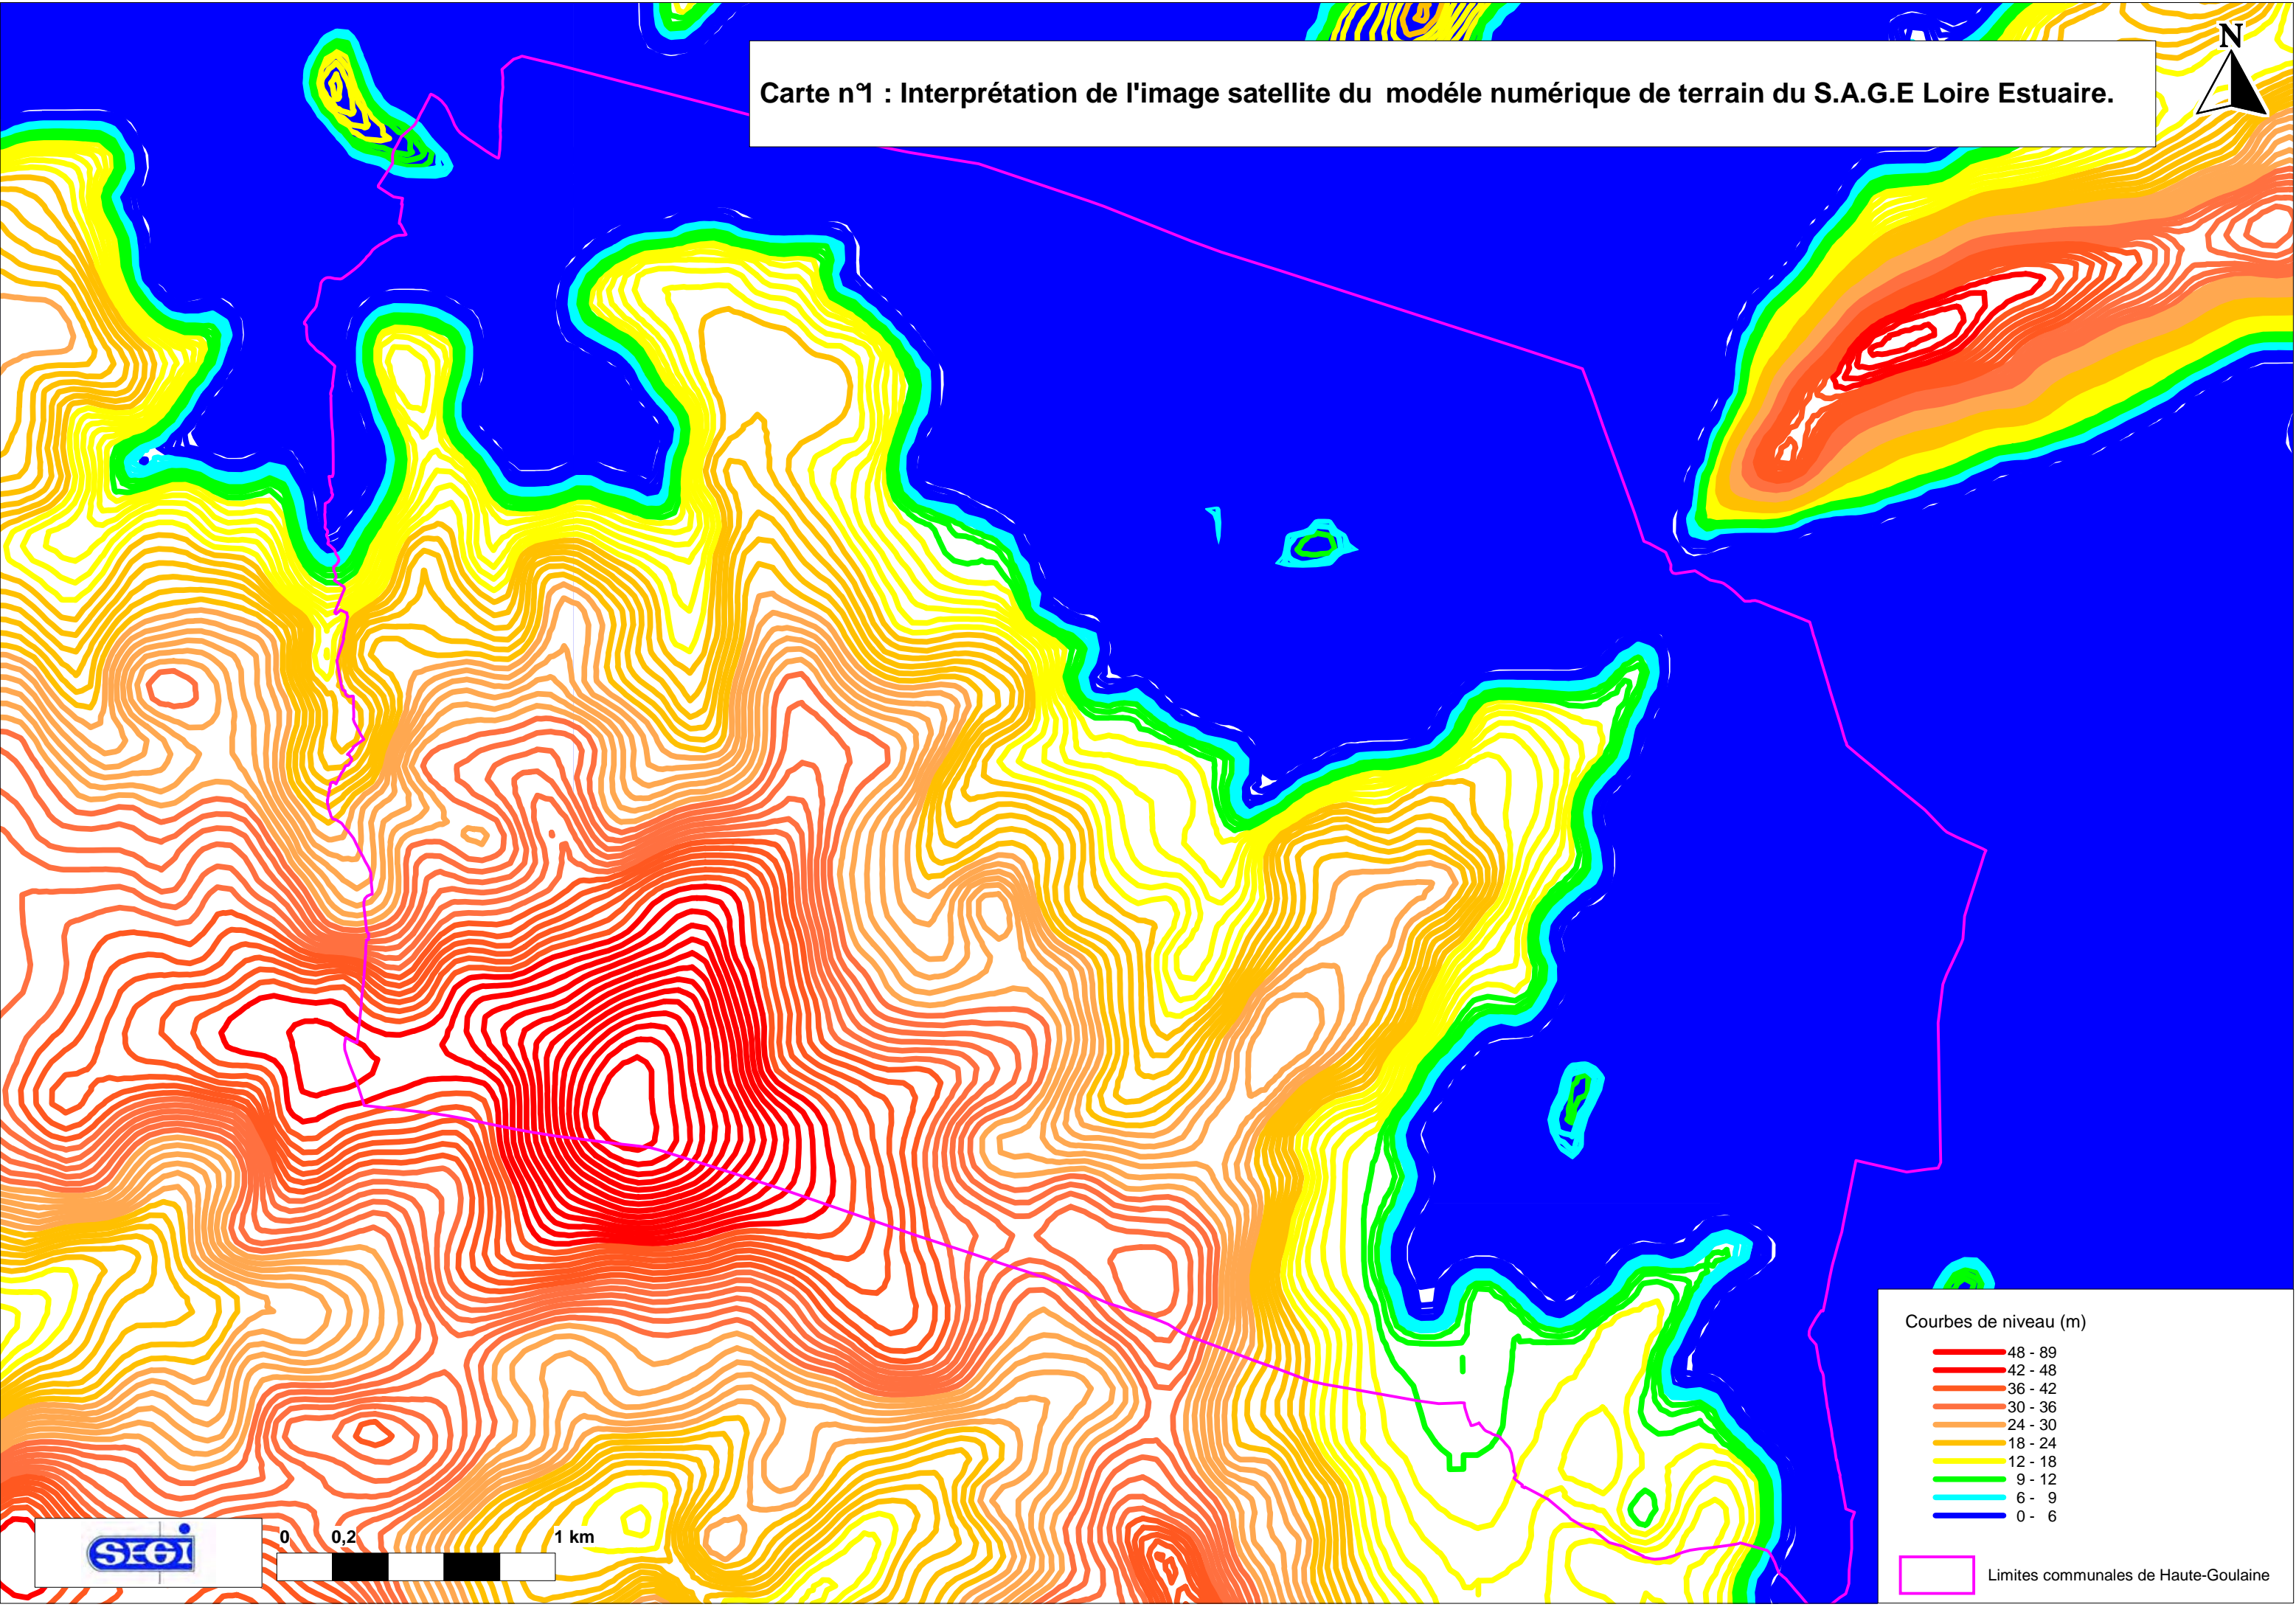 Carte n°1 : Interprétation de l'image satellite du modéle numérique de terrain du S.A.G.E Loire Estuaire.
N
Courbes de niveau (m)
48 - 89
42 - 48
36 - 42
30 - 36
24 - 30
18 - 24
12 - 18
9 - 12
6 - 9
0 - 6
Limites communales de Haute-Goulaine
SEGI
0 0,2 1 km